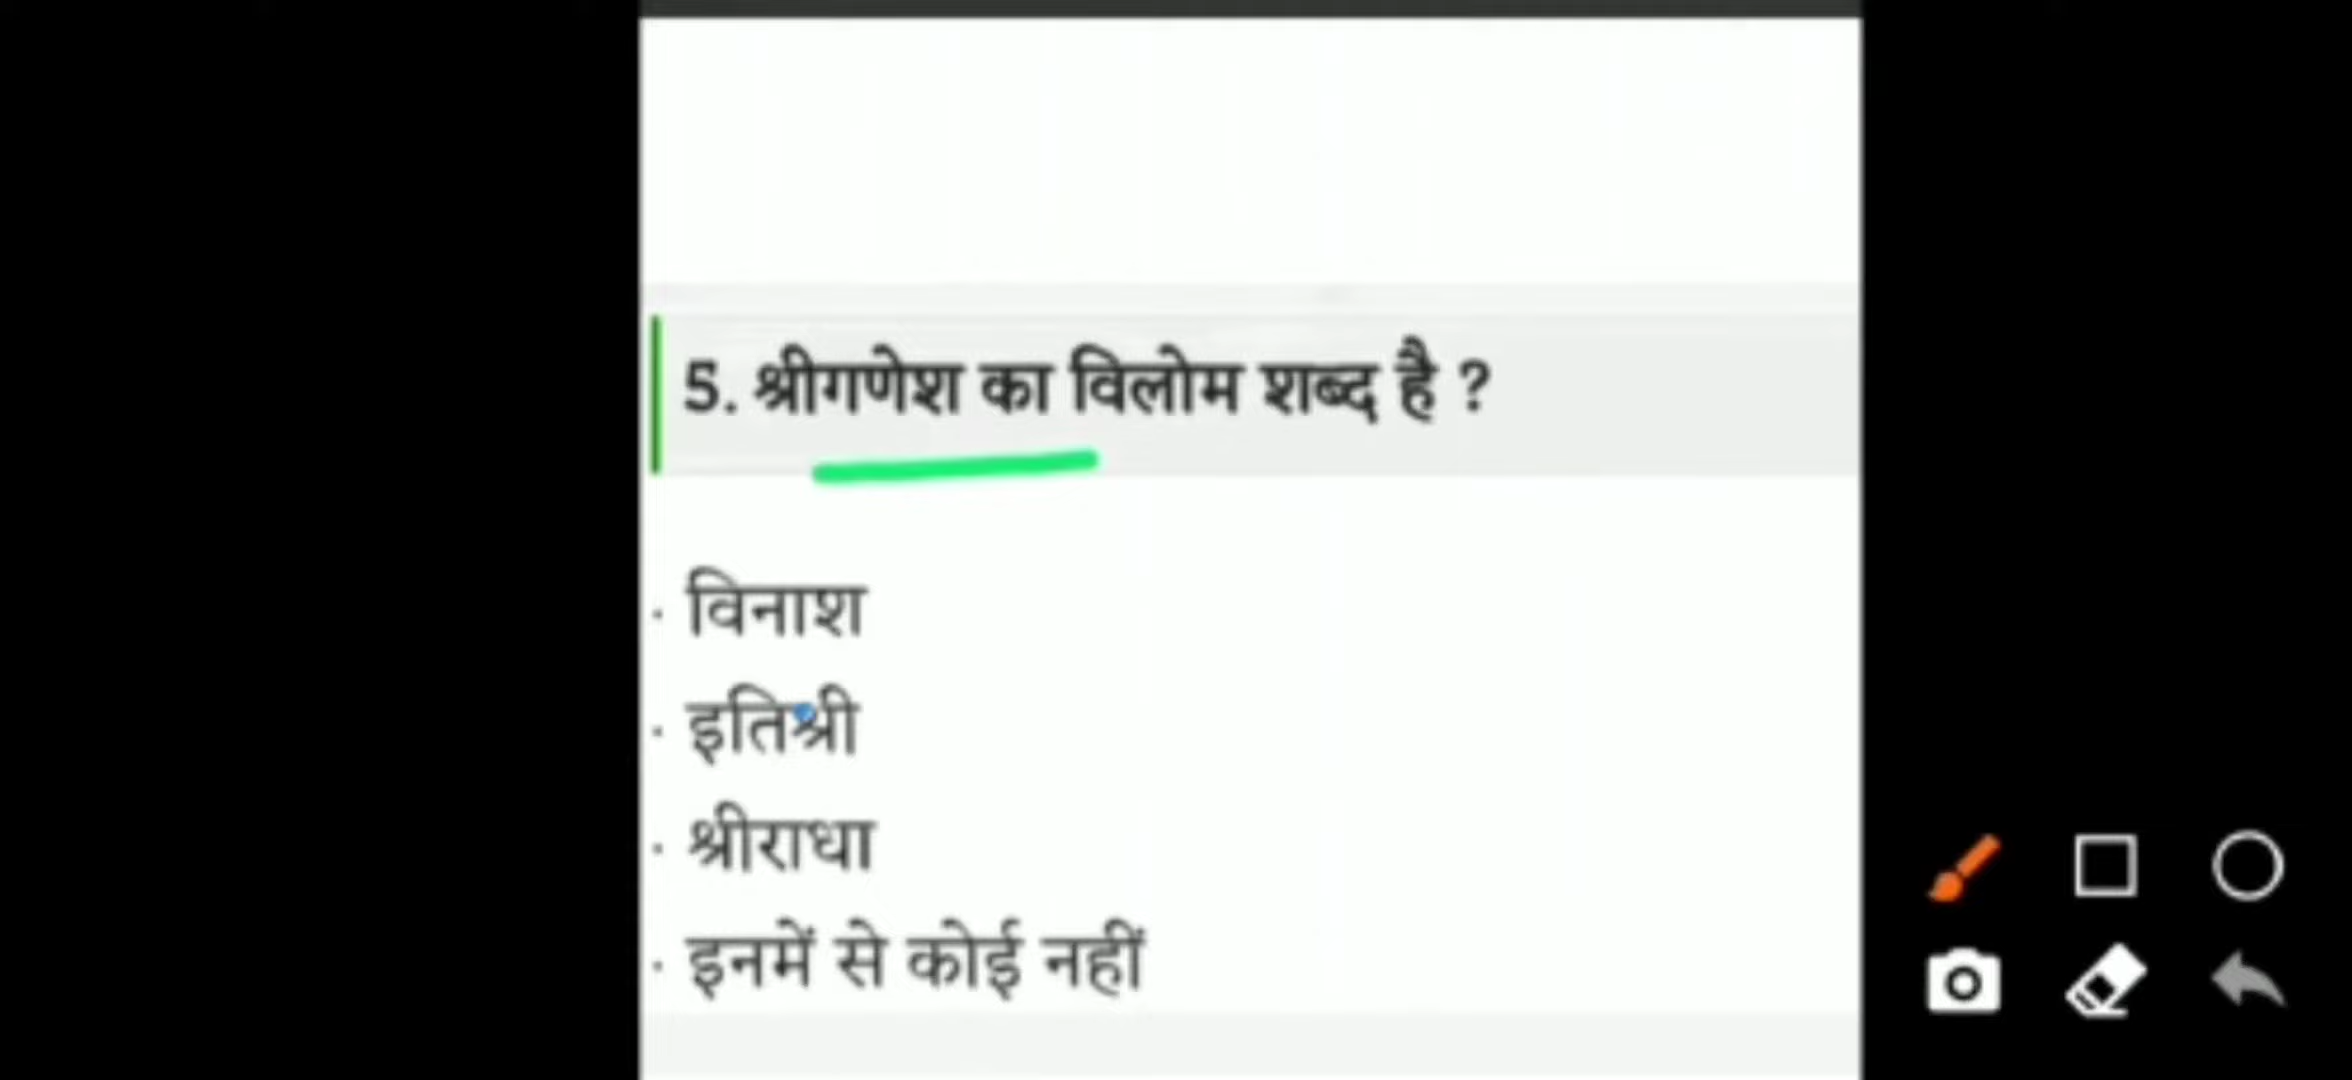 5. श्रीगणेश का विलोम शब्द है ?
· विनाश
· इतिश्री
· श्रीराधा
· इनमें से कोई नहीं